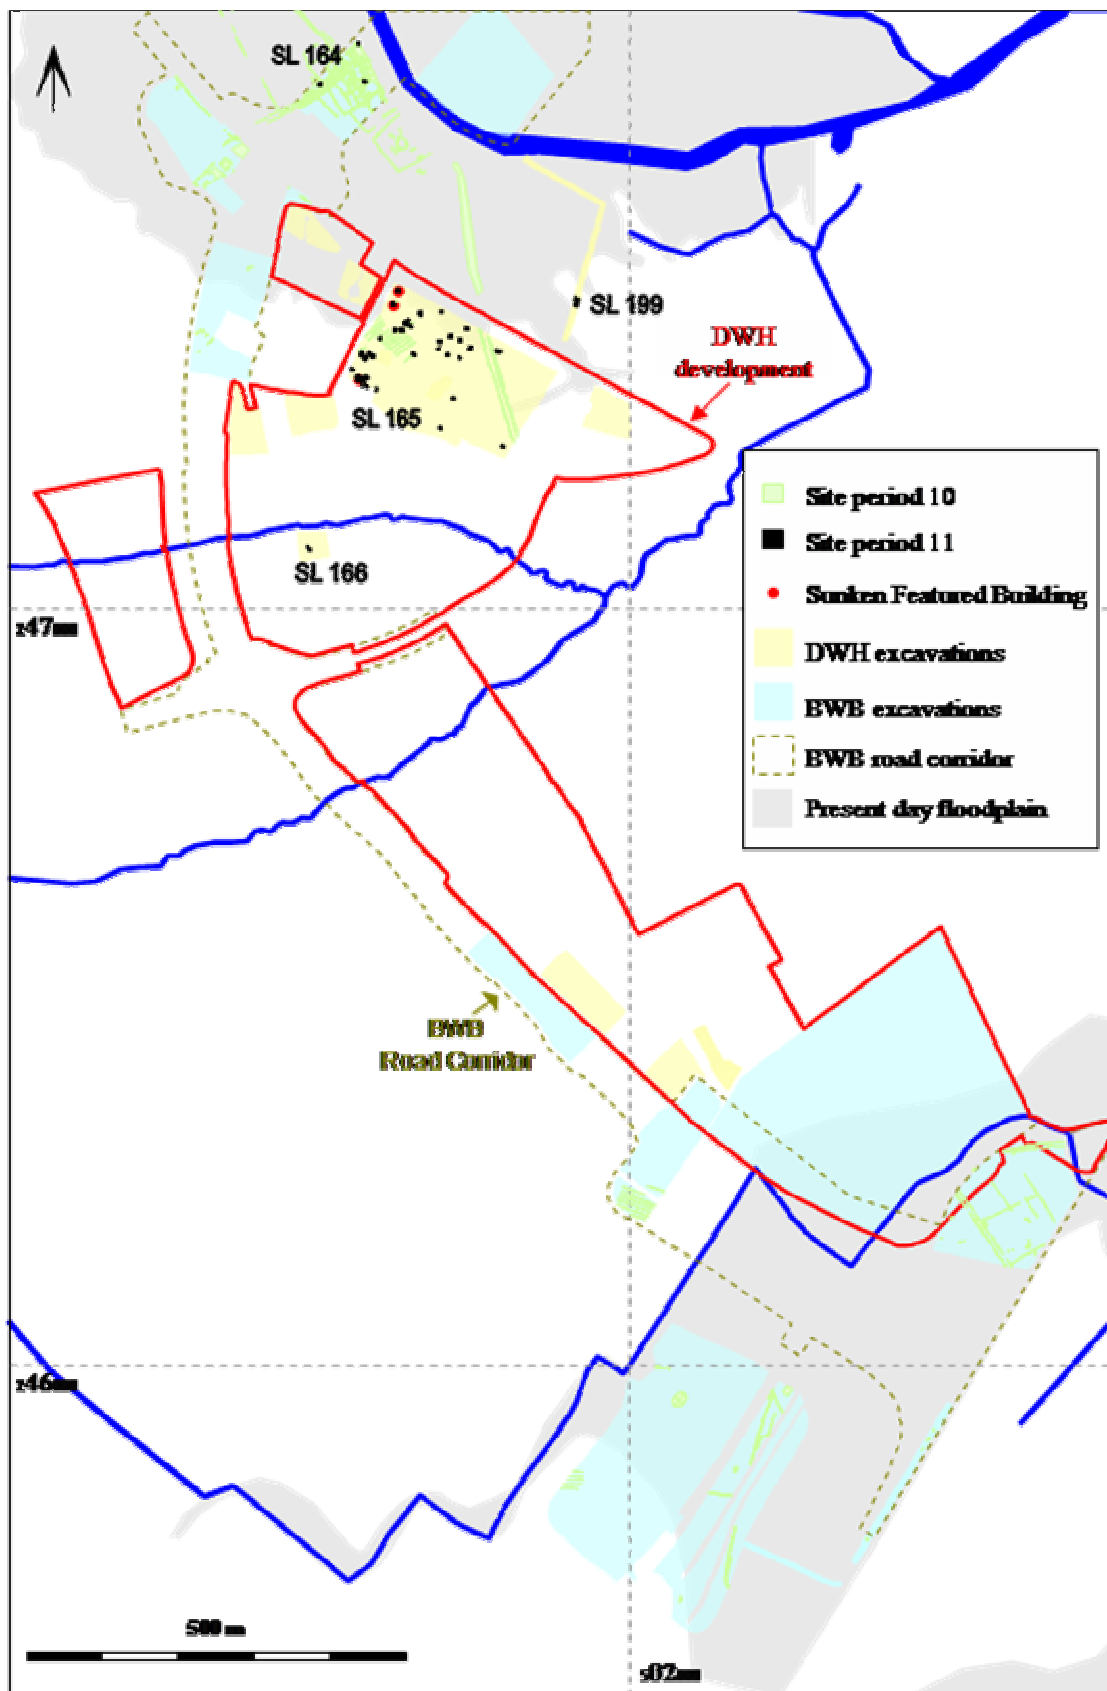 SL 164
SL 199
DWH
development
SL 165
Site period 10
Site period 11
SL 166
Sunken Featured Building
DWH excavations
BWB excavations
BWB road corridor
Present day floodplain
BWB
Road Corridor
500 m